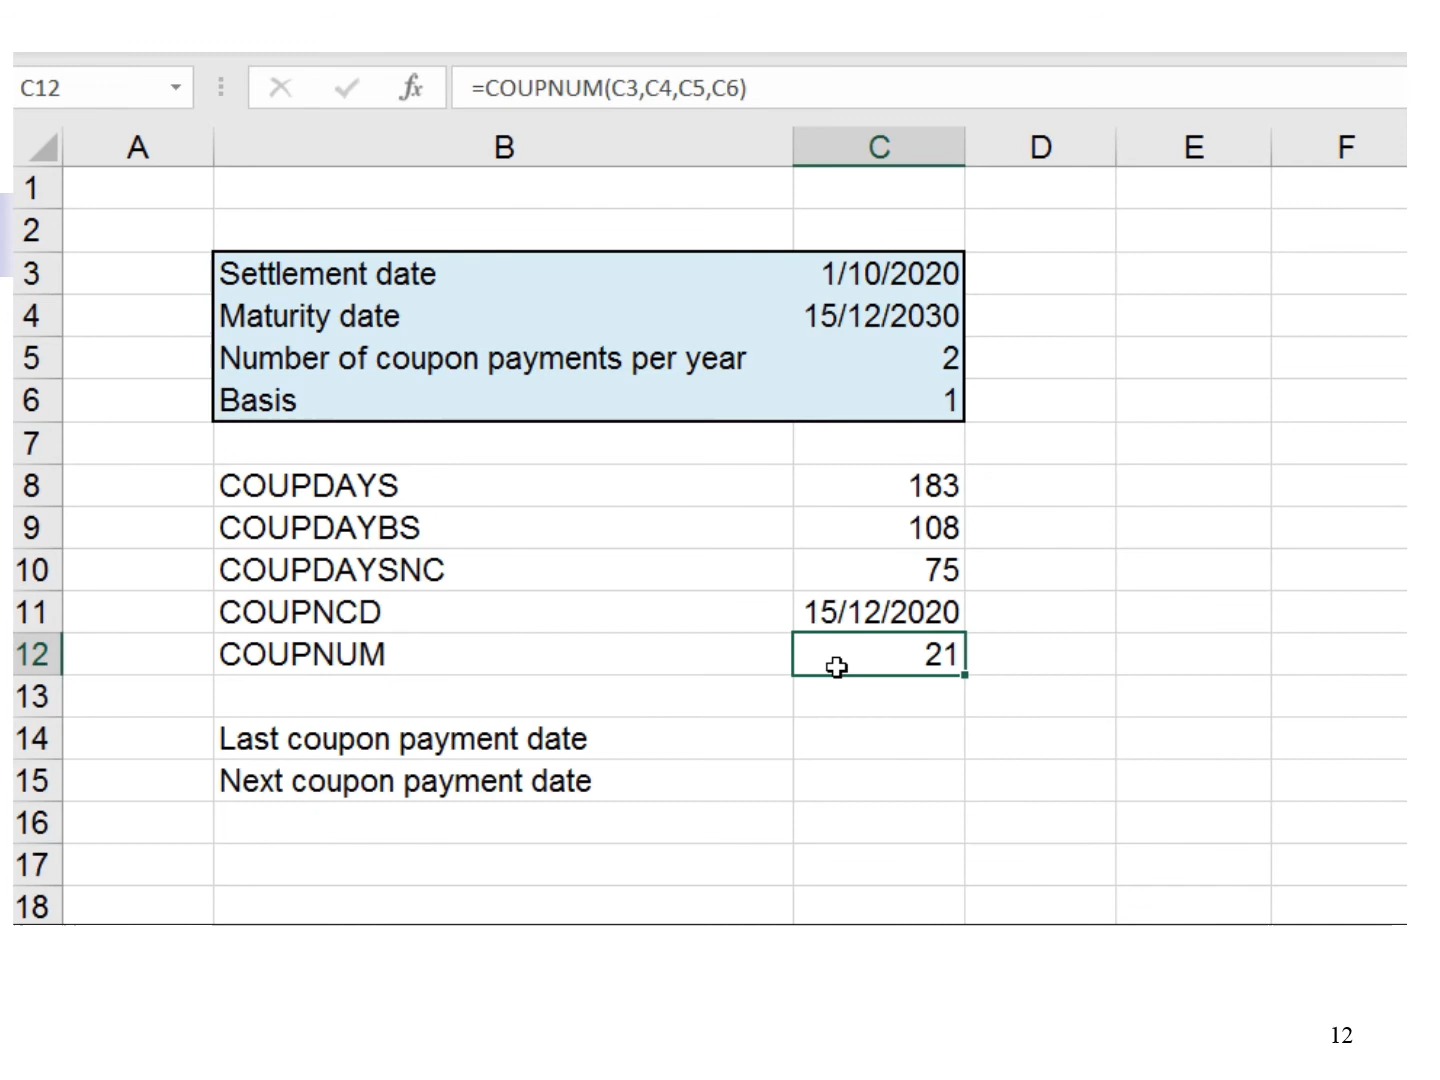 C12 fx =COUPNUM(C3,C4,C5,C6)
A B C D E F
1
2
3 Settlement date 1/10/2020
4 Maturity date 15/12/2030
5 Number of coupon payments per year 2
6 Basis 1
7
8 COUPDAYS 183
9 COUPDAYBS 108
10 COUPDAYSNC 75
11 COUPNCD 15/12/2020
12 COUPNUM 21
13
14 Last coupon payment date
15 Next coupon payment date
16
17
18
12